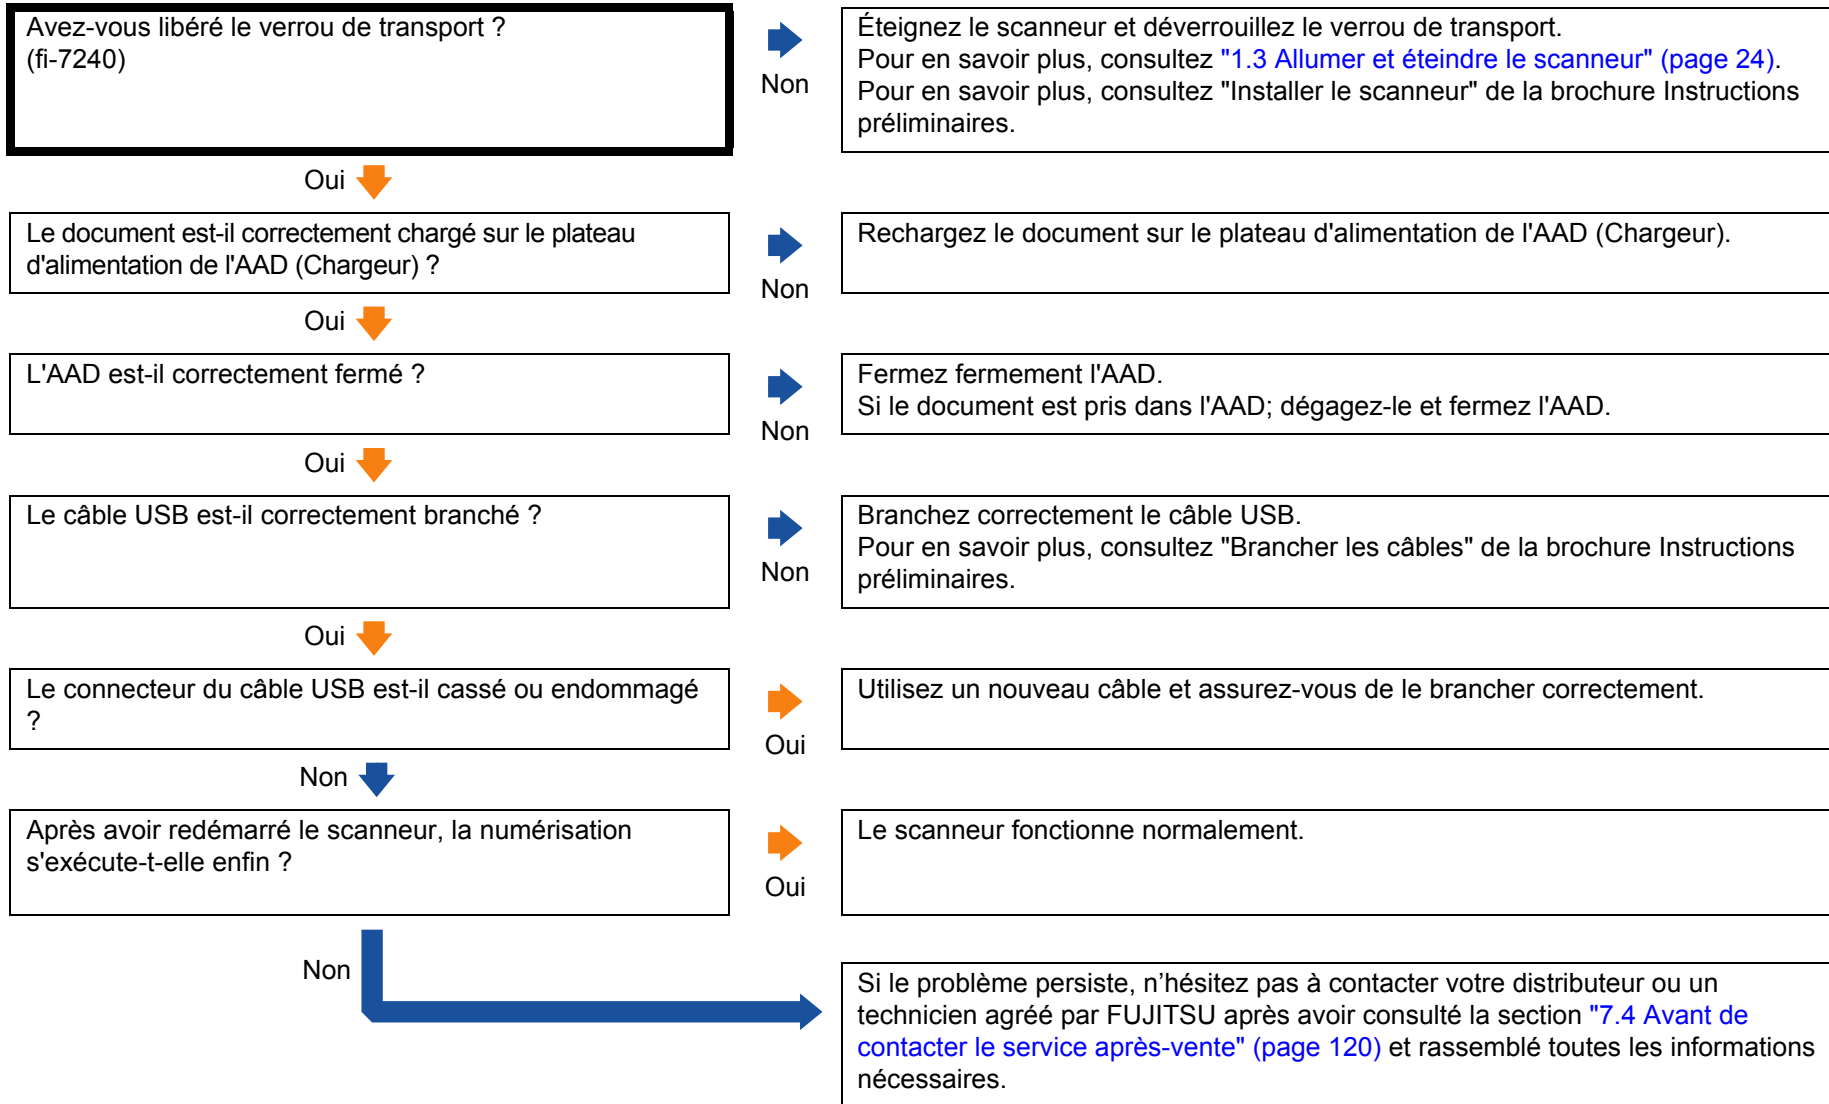 Avez-vous libéré le verrou de transport ?
(fi-7240)
Non
Éteignez le scanneur et déverrouillez le verrou de transport.
Pour en savoir plus, consultez "1.3 Allumer et éteindre le scanneur" (page 24).
Pour en savoir plus, consultez "Installer le scanneur" de la brochure Instructions
préliminaires.
Oui
Le document est-il correctement chargé sur le plateau
d'alimentation de l'AAD (Chargeur) ?
Non
Rechargez le document sur le plateau d'alimentation de l'AAD (Chargeur).
Oui
L'AAD est-il correctement fermé ?
Non
Fermez fermement l'AAD.
Si le document est pris dans l'AAD; dégagez-le et fermez l'AAD.
Oui
Le câble USB est-il correctement branché ?
Non
Branchez correctement le câble USB.
Pour en savoir plus, consultez "Brancher les câbles" de la brochure Instructions
préliminaires.
Oui
Le connecteur du câble USB est-il cassé ou endommagé
?
Oui
Utilisez un nouveau câble et assurez-vous de le brancher correctement.
Non
Après avoir redémarré le scanneur, la numérisation
s'exécute-t-elle enfin ?
Oui
Le scanneur fonctionne normalement.
Non
Si le problème persiste, n’hésitez pas à contacter votre distributeur ou un
technicien agréé par FUJITSU après avoir consulté la section "7.4 Avant de
contacter le service après-vente" (page 120) et rassemblé toutes les informations
nécessaires.